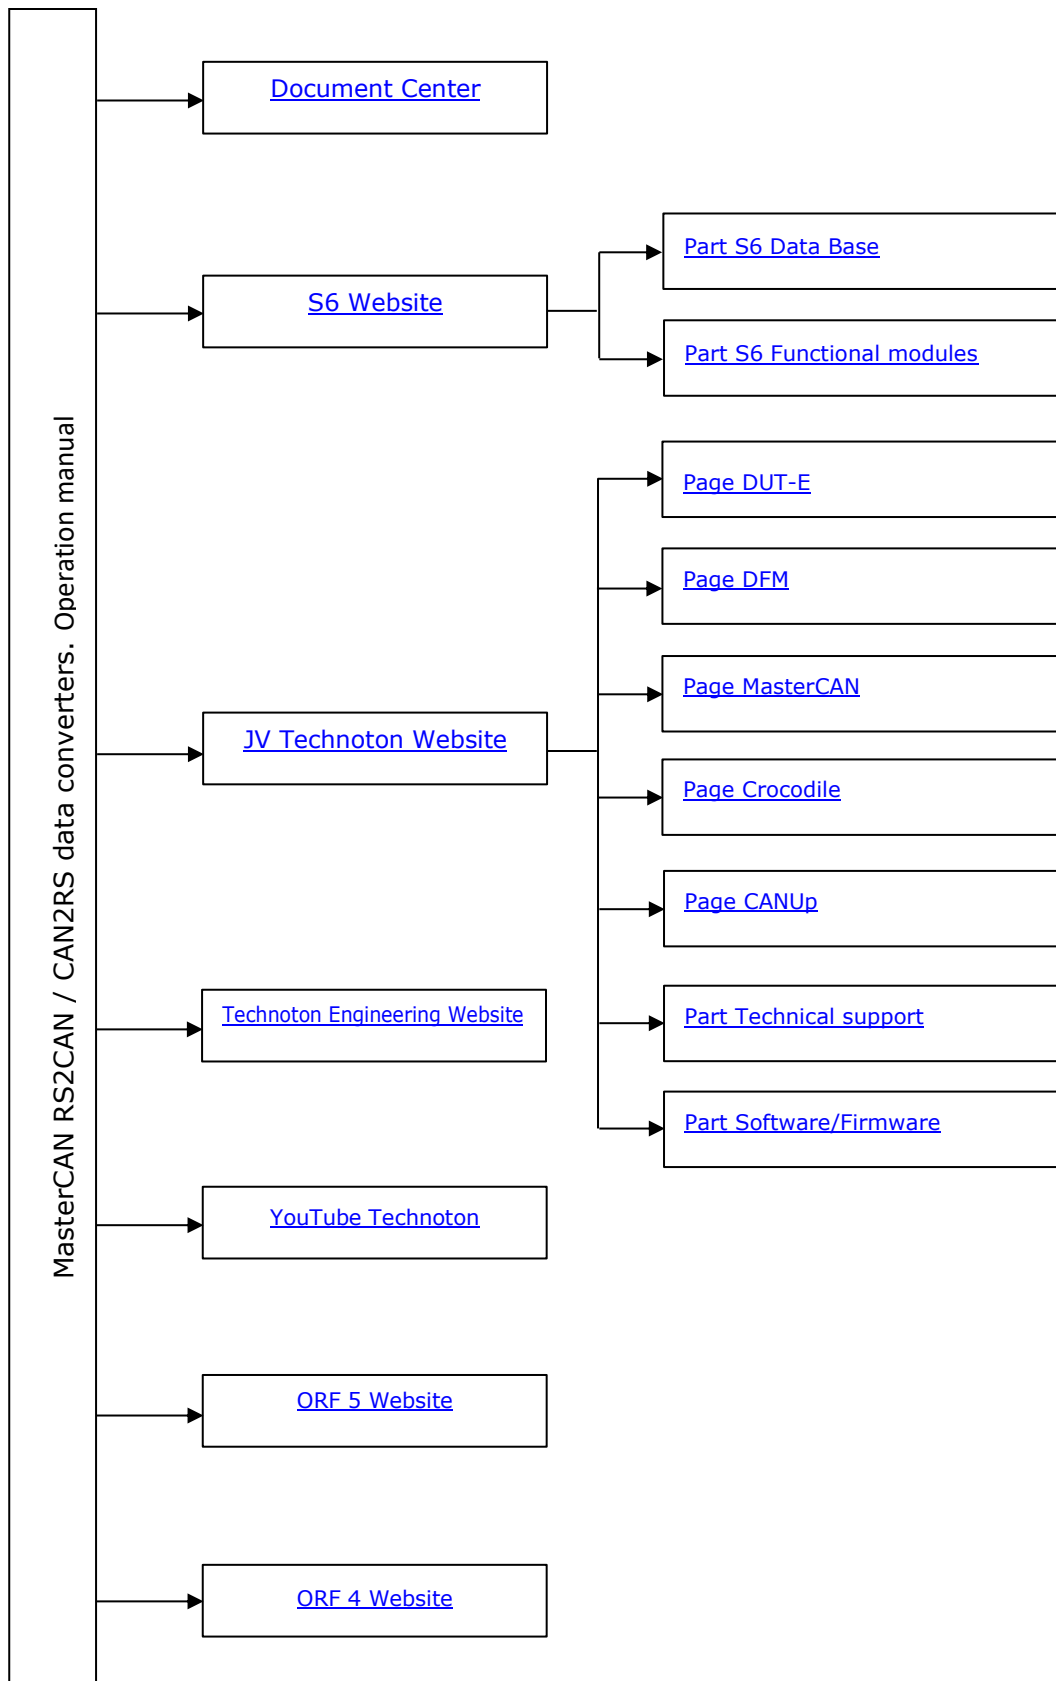 MasterCAN RS2CAN / CAN2RS data converters. Operation manual
Document Center
S6 Website
Part S6 Data Base
Part S6 Functional modules
JV Technoton Website
Page DUT-E
Page DFM
Page MasterCAN
Page Crocodile
Page CANUp
Part Technical support
Part Software/Firmware
Technoton Engineering Website
YouTube Technoton
ORF 5 Website
ORF 4 Website